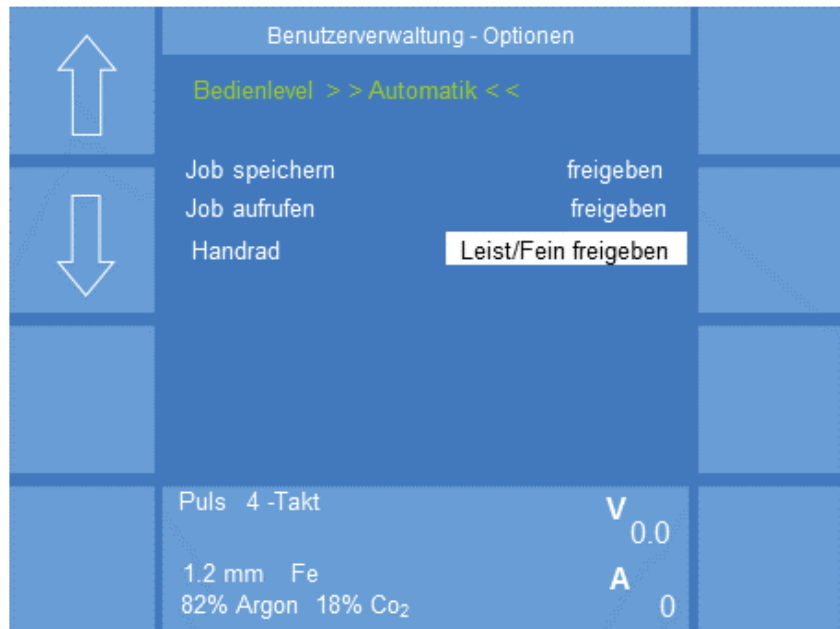 Benutzerverwaltung - Optionen
Bedienlevel > > Automatik < <
Job speichern freigeben
Job aufrufen freigeben
Handrad Leist/Fein freigeben
Puls 4 -Takt
V
0.0
1.2 mm Fe
A
82% Argon 18% Co₂
0